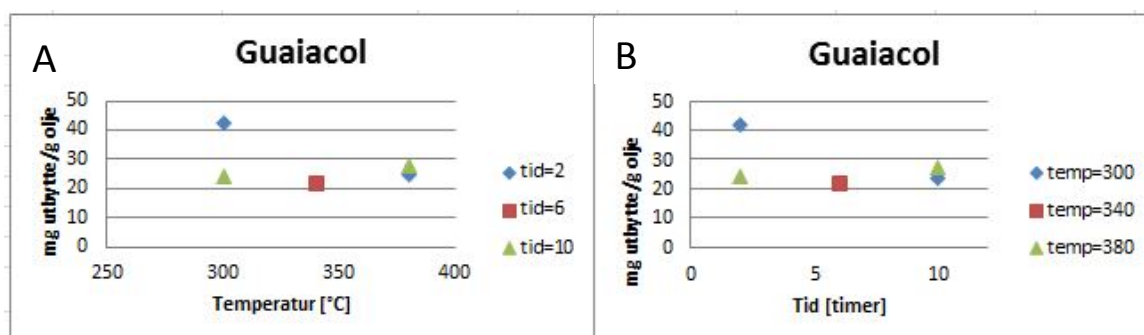 A
Guaiacol
mg utbytte/g olje
50
40
30
20
10
0
250
300
350
400
Temperatur [°C]
tid=2
tid=6
tid=10
B
Guaiacol
mg utbytte/g olje
50
40
30
20
10
0
0
5
10
Tid [timer]
temp=300
temp=340
temp=380